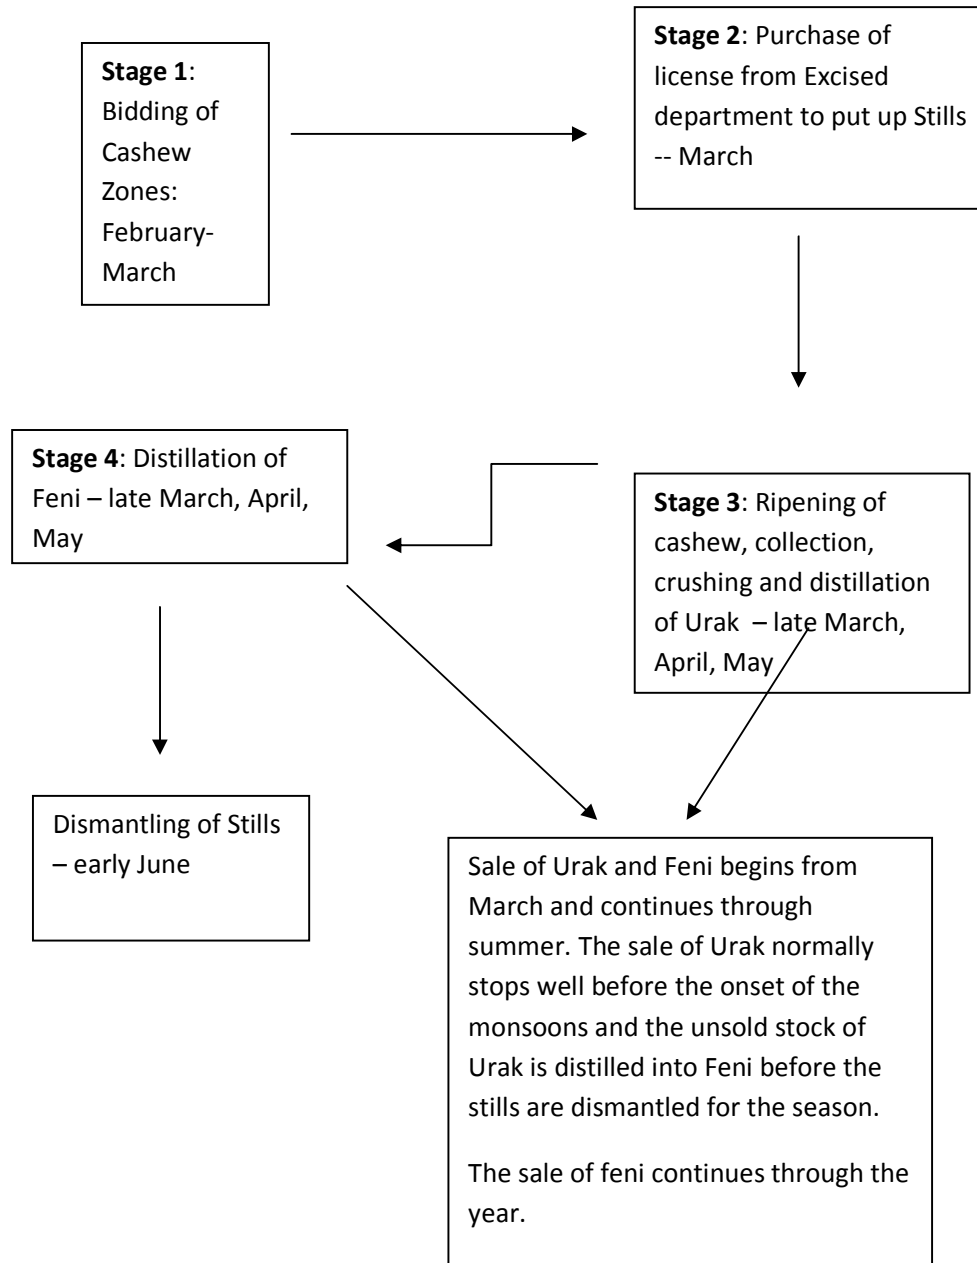 Stage 1:
Bidding of
Cashew
Zones:
February-
March
Stage 2: Purchase of
license from Excised
department to put up Stills
-- March
Stage 3: Ripening of
cashew, collection,
crushing and distillation
of Urak – late March,
April, May
Stage 4: Distillation of
Feni – late March, April,
May
Dismantling of Stills
– early June
Sale of Urak and Feni begins from
March and continues through
summer. The sale of Urak normally
stops well before the onset of the
monsoons and the unsold stock of
Urak is distilled into Feni before the
stills are dismantled for the season.
The sale of feni continues through the
year.